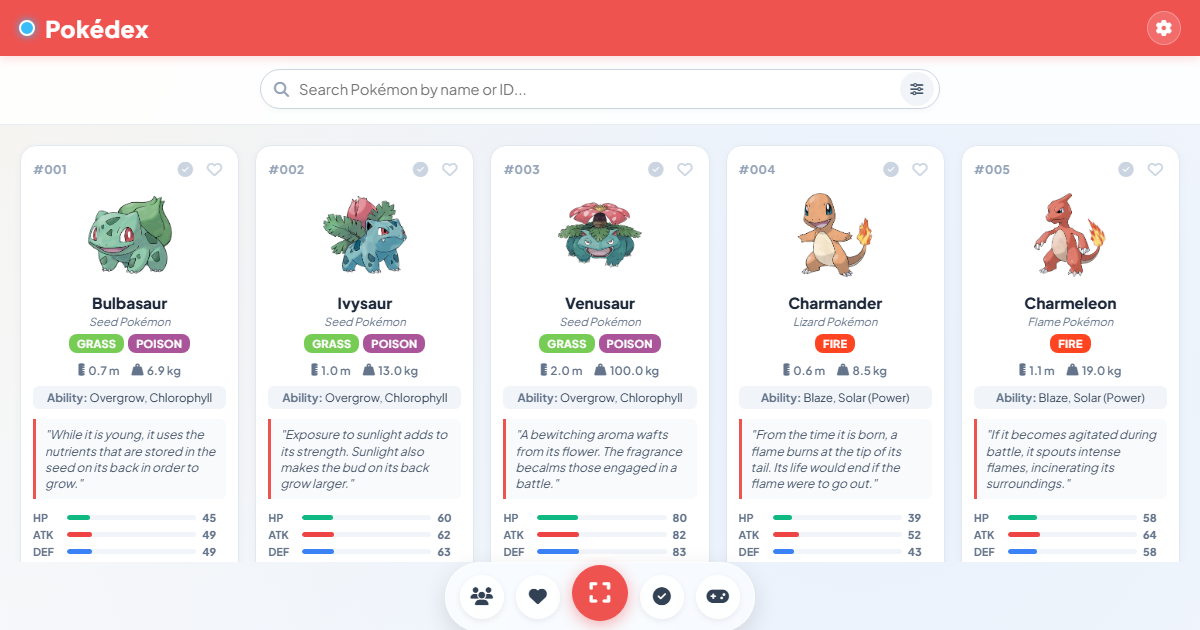 Pokédex
Search Pokémon by name or ID...
#001
Bulbasaur
Seed Pokémon
GRASS POISON
0.7 m 6.9 kg
Ability: Overgrow, Chlorophyll
"While it is young, it uses the
nutrients that are stored in the
seed on its back in order to
grow."
HP 45
ATK 49
DEF 49
#002
Ivysaur
Seed Pokémon
GRASS POISON
1.0 m 13.0 kg
Ability: Overgrow, Chlorophyll
"Exposure to sunlight adds to
its strength. Sunlight also
makes the bud on its back
grow larger."
HP 60
ATK 62
DEF 63
#003
Venusaur
Seed Pokémon
GRASS POISON
2.0 m 100.0 kg
Ability: Overgrow, Chlorophyll
"A bewitching aroma wafts
from its flower. The fragrance
becalms those engaged in a
battle."
HP 80
ATK 82
DEF 83
#004
Charmander
Lizard Pokémon
FIRE
0.6 m 8.5 kg
Ability: Blaze, Solar (Power)
"From the time it is born, a
flame burns at the tip of its
tail. Its life would end if the
flame were to go out."
HP 39
ATK 52
DEF 43
#005
Charmeleon
Flame Pokémon
FIRE
1.1 m 19.0 kg
Ability: Blaze, Solar (Power)
"If it becomes agitated during
battle, it spouts intense
flames, incinerating its
surroundings."
HP 58
ATK 64
DEF 58